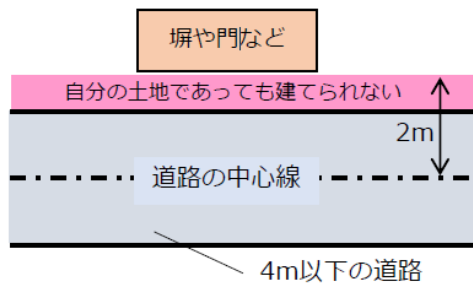 塀や門など
自分の土地であっても建てられない
2m
道路の中心線
4m以下の道路